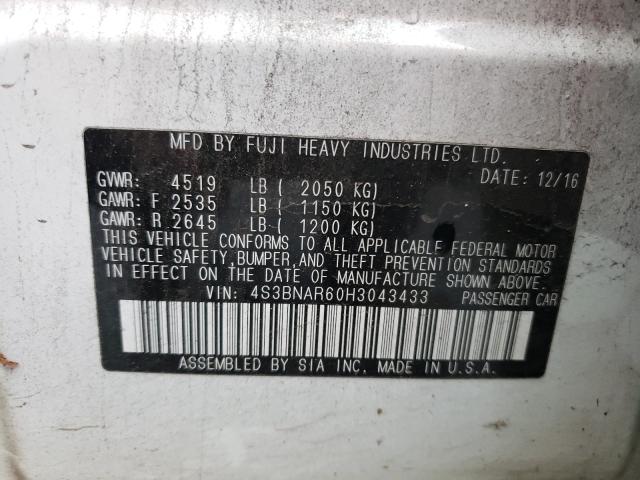 MFD BY FUJI HEAVY INDUSTRIES LTD.
DATE: 12/16
GVWR: 4519 LB ( 2050 KG)
GAWR: F 2535 LB ( 1150 KG)
GAWR: R 2645 LB ( 1200 KG)
THIS VEHICLE CONFORMS TO ALL APPLICABLE FEDERAL MOTOR
VEHICLE SAFETY, BUMPER, AND THEFT PREVENTION STANDARDS
IN EFFECT ON THE DATE OF MANUFACTURE SHOWN ABOVE.
VIN: 4S3BNAR60H3043433 PASSENGER CAR
ASSEMBLED BY SIA INC. MADE IN U.S.A.